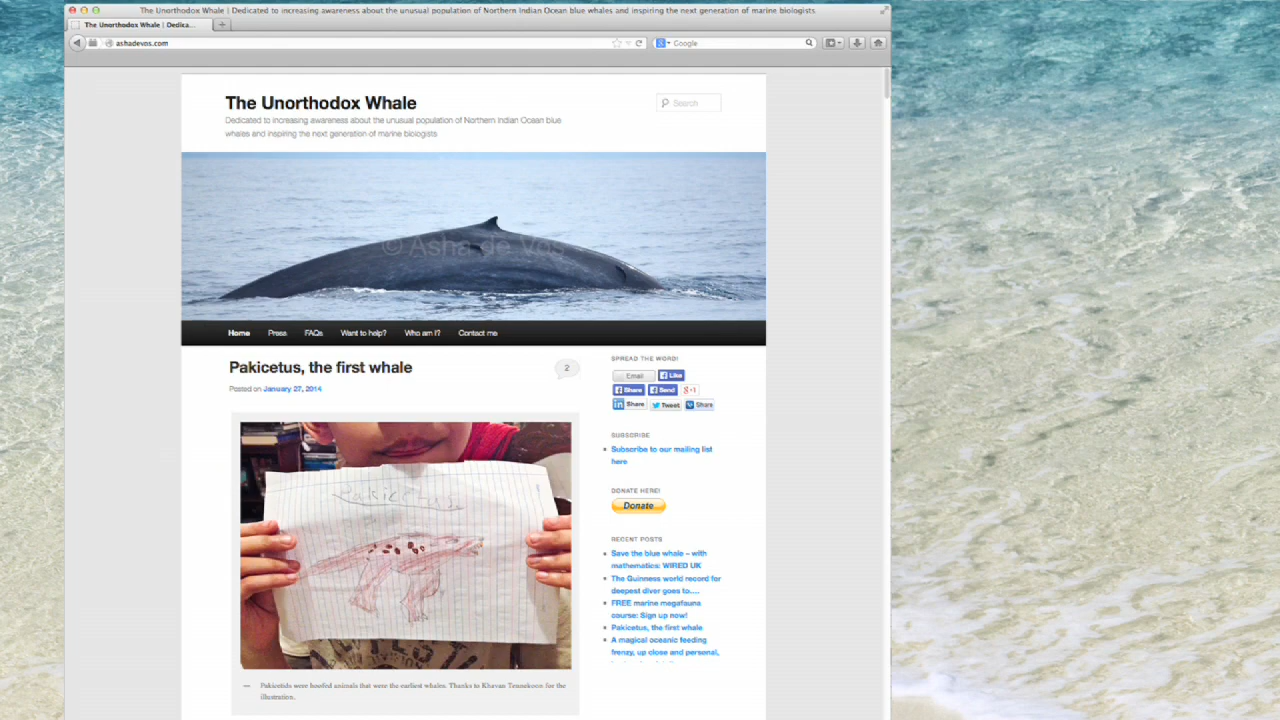 The Unorthodox Whale | Dedicated to increasing awareness about the unusual population of Northern Indian Ocean blue whales and inspiring the next generation of marine biologists
The Unorthodox Whale | Dedica...
ashadevos.com
Google
The Unorthodox Whale
Search
Dedicated to increasing awareness about the unusual population of Northern Indian Ocean blue
whales and inspiring the next generation of marine biologists
© Asha de Vos
Home Press FAQs Want to help? Who am I? Contact me
Pakicetus, the first whale
2
Posted on January 27, 2014
SPREAD THE WORD!
Email Like
Share Send +1
Share Tweet Share
SUBSCRIBE
Subscribe to our mailing list
here
DONATE HERE!
Donate
RECENT POSTS
Save the blue whale – with
mathematics: WIRED UK
The Guinness world record for
deepest diver goes to….
FREE marine megafauna
course: Sign up now!
Pakicetus, the first whale
A magical oceanic feeding
frenzy, up close and personal,
Pakicetids were hoofed animals that were the earliest whales. Thanks to Khavan Tennekoon for the
illustration.